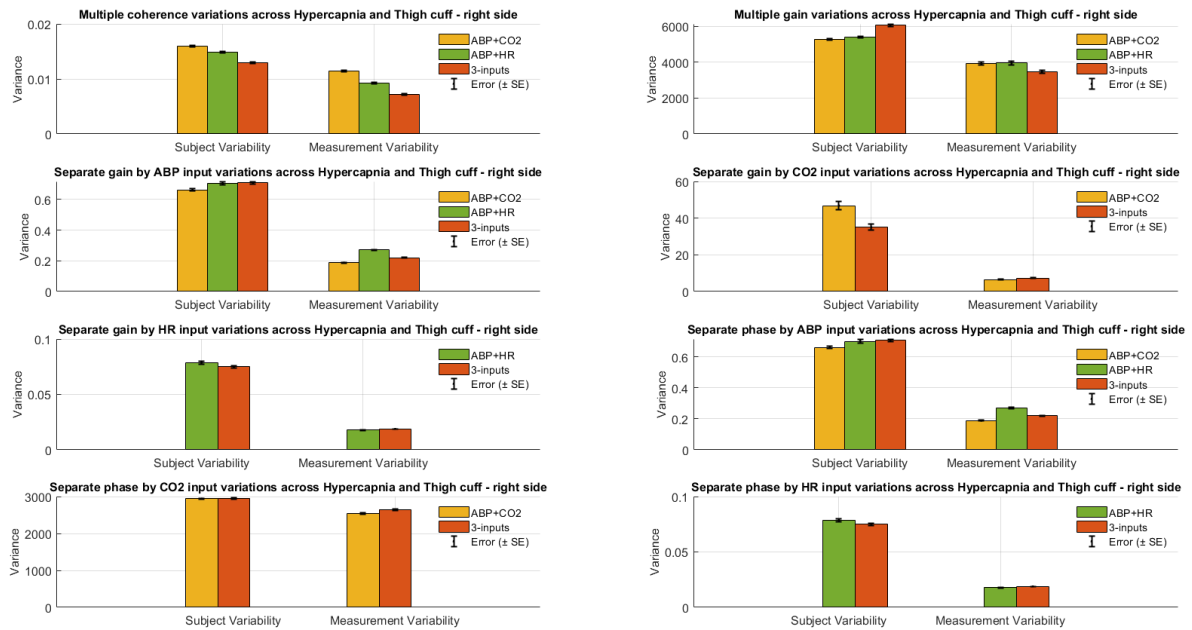 Multiple coherence variations across Hypercapnia and Thigh cuff - right side
0.02
0.01
0
Variance
ABP+CO2
ABP+HR
3-inputs
Error (± SE)
Subject Variability
Measurement Variability
Multiple gain variations across Hypercapnia and Thigh cuff - right side
6000
4000
2000
0
Variance
ABP+CO2
ABP+HR
3-inputs
Error (± SE)
Subject Variability
Measurement Variability
Separate gain by ABP input variations across Hypercapnia and Thigh cuff - right side
0.6
0.4
0.2
0
Variance
ABP+CO2
ABP+HR
3-inputs
Error (± SE)
Subject Variability
Measurement Variability
Separate gain by CO2 input variations across Hypercapnia and Thigh cuff - right side
60
40
20
0
Variance
ABP+CO2
3-inputs
Error (± SE)
Subject Variability
Measurement Variability
Separate gain by HR input variations across Hypercapnia and Thigh cuff - right side
0.1
0.05
0
Variance
ABP+HR
3-inputs
Error (± SE)
Subject Variability
Measurement Variability
Separate phase by ABP input variations across Hypercapnia and Thigh cuff - right side
0.6
0.4
0.2
0
Variance
ABP+CO2
ABP+HR
3-inputs
Error (± SE)
Subject Variability
Measurement Variability
Separate phase by CO2 input variations across Hypercapnia and Thigh cuff - right side
3000
2000
1000
0
Variance
ABP+CO2
3-inputs
Error (± SE)
Subject Variability
Measurement Variability
Separate phase by HR input variations across Hypercapnia and Thigh cuff - right side
0.1
0.05
0
Variance
ABP+HR
3-inputs
Error (± SE)
Subject Variability
Measurement Variability